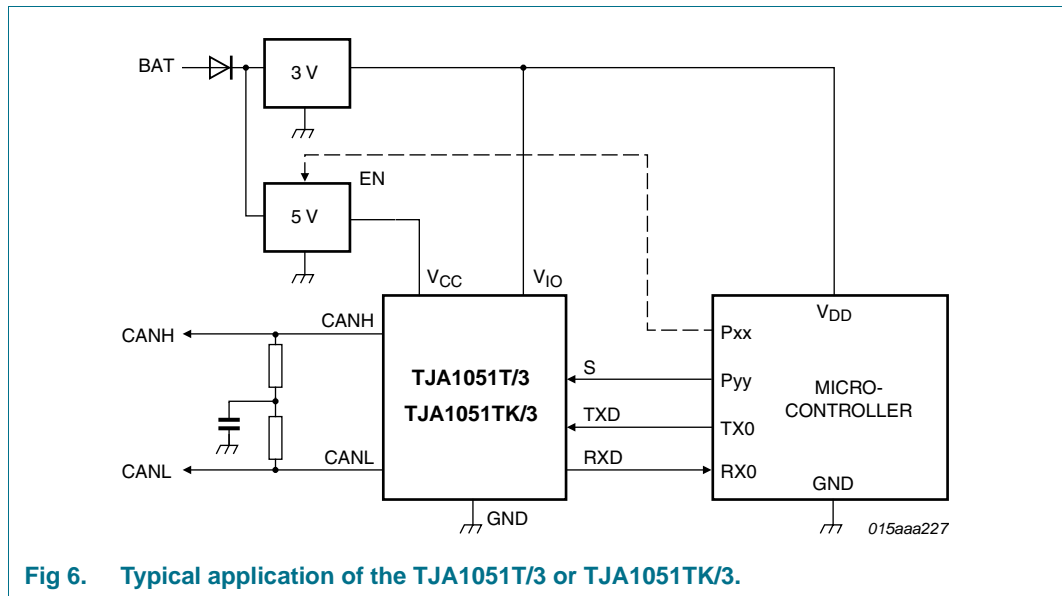 BAT
3 V
EN
5 V
VCC
VIO
VDD
CANH
CANH
Pxx
TJA1051T/3
S
Pyy
MICRO-
TJA1051TK/3
CONTROLLER
TXD
TX0
CANL
CANL
RXD
RX0
GND
GND
015aaa227
Fig 6. Typical application of the TJA1051T/3 or TJA1051TK/3.